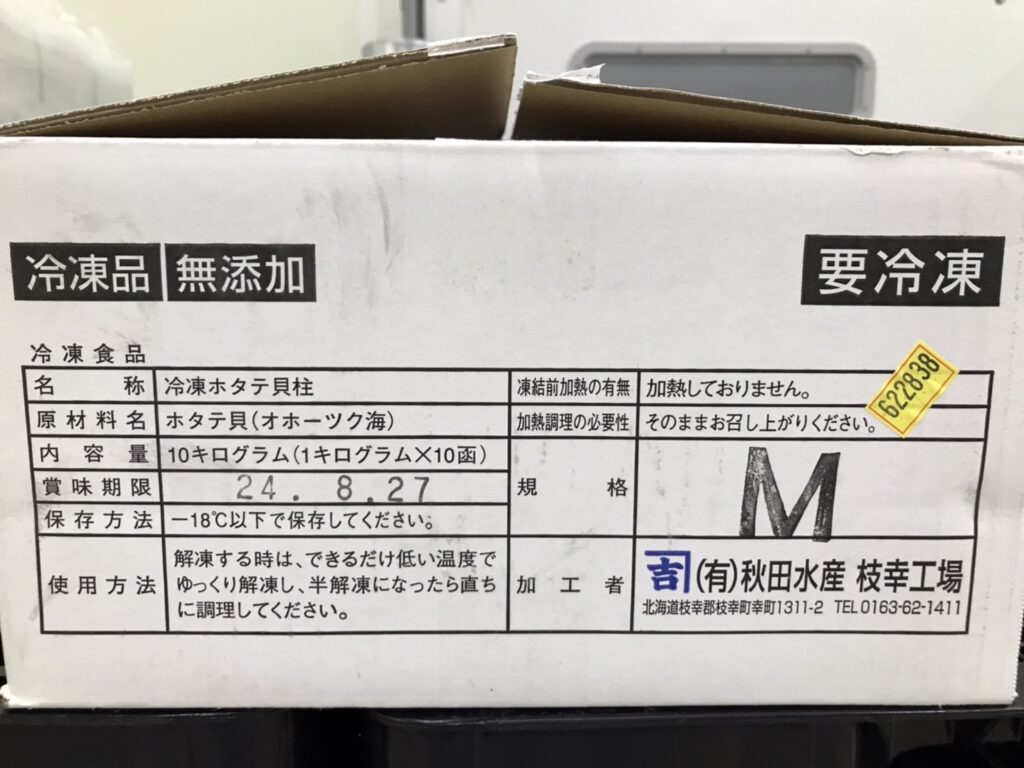 冷凍品 無添加 要冷凍
冷凍食品
名称 冷凍ホタテ貝柱
原材料名 ホタテ貝(オホーツク海)
内容量 10キログラム(1キログラム×10函)
賞味期限 24. 8.27
保存方法 −18℃以下で保存してください。
使用方法 解凍する時は、できるだけ低い温度で
ゆっくり解凍し、半解凍になったら直ち
に調理してください。
凍結前加熱の有無 加熱しておりません。
加熱調理の必要性 そのままお召し上がりください。
622838
規格 M
加工者 吉 (有)秋田水産 枝幸工場
北海道枝幸郡枝幸町幸町1311-2 TEL 0163-62-1411